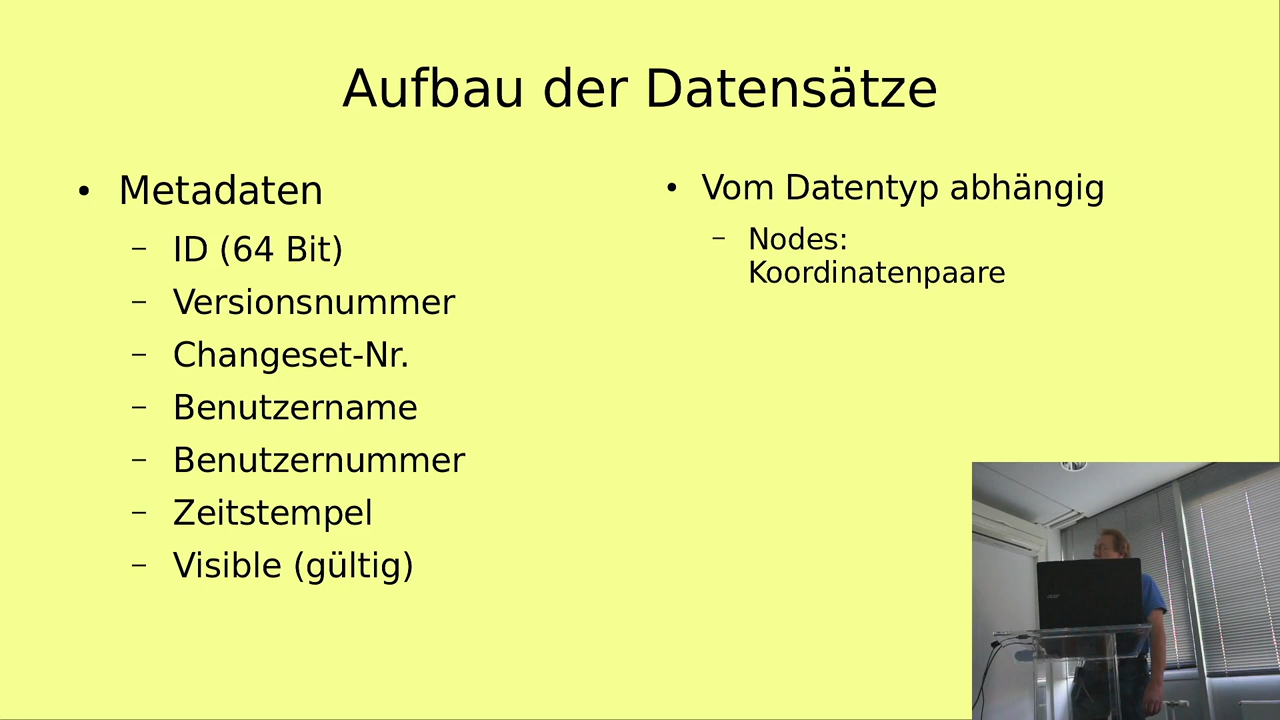 Aufbau der Datensätze
• Metadaten
– ID (64 Bit)
– Versionsnummer
– Changeset-Nr.
– Benutzername
– Benutzernummer
– Zeitstempel
– Visible (gültig)
• Vom Datentyp abhängig
– Nodes:
Koordinatenpaare
acer